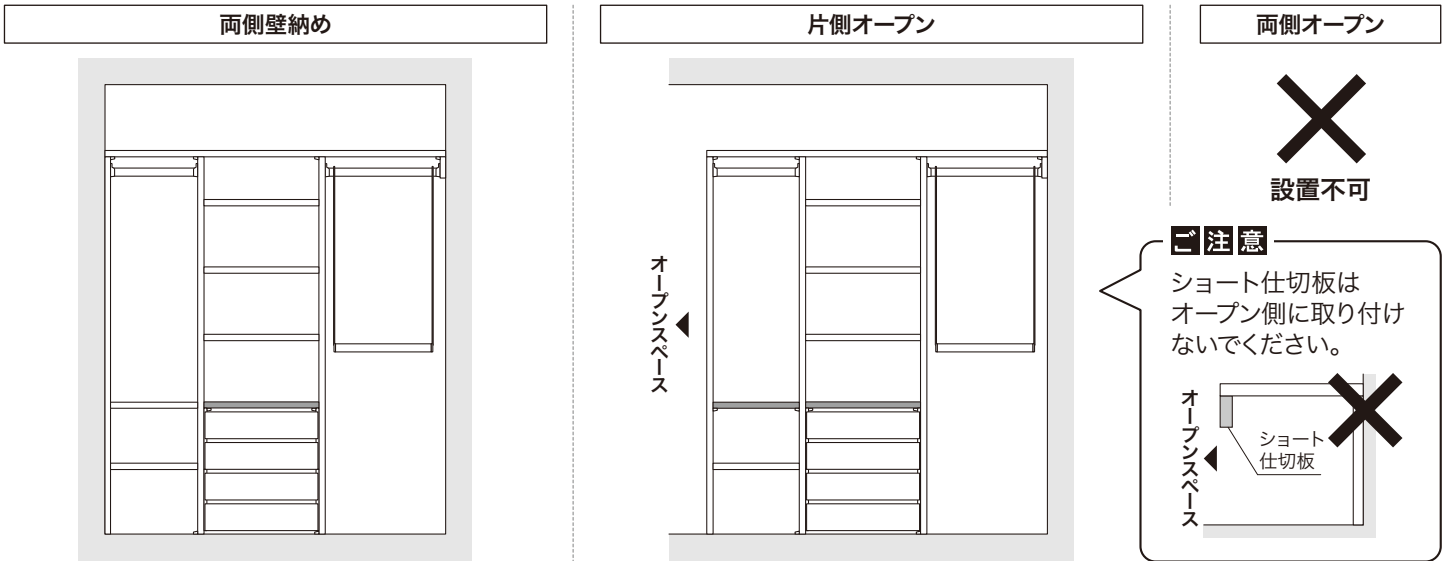 両側壁納め
片側オープン
両側オープン
設置不可
オープンスペース
ご注意
ショート仕切板は
オープン側に取り付け
ないでください。
オープンスペース
ショート
仕切板